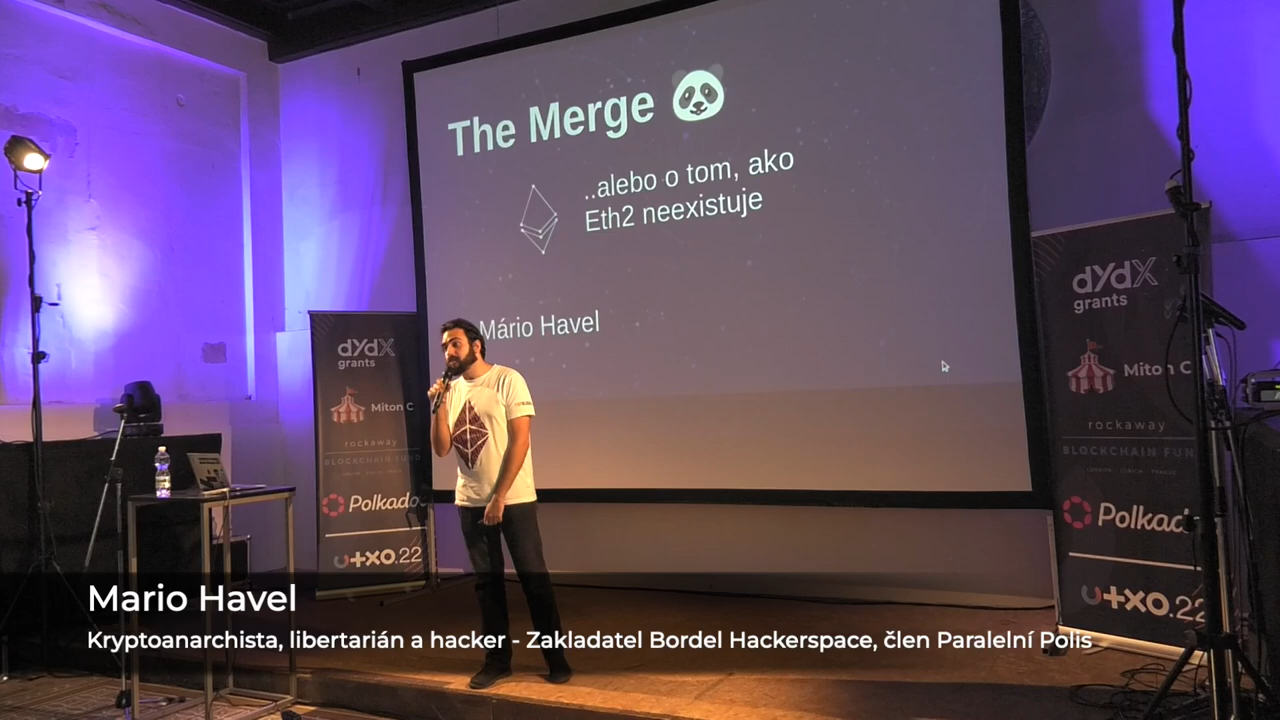 The Merge
..alebo o tom, ako
Eth2 neexistuje
Mário Havel
dYdX
grants
Miton C
rockaway
BLOCKCHAIN FUND
Polkado
U+XO.22
dYdX
grants
Miton C
rockaway
BLOCKCHAIN FUN
Polkad
U+XO.22
Mario Havel
Kryptoanarchista, libertarián a hacker - Zakladatel Bordel Hackerspace, člen Paralelní Polis